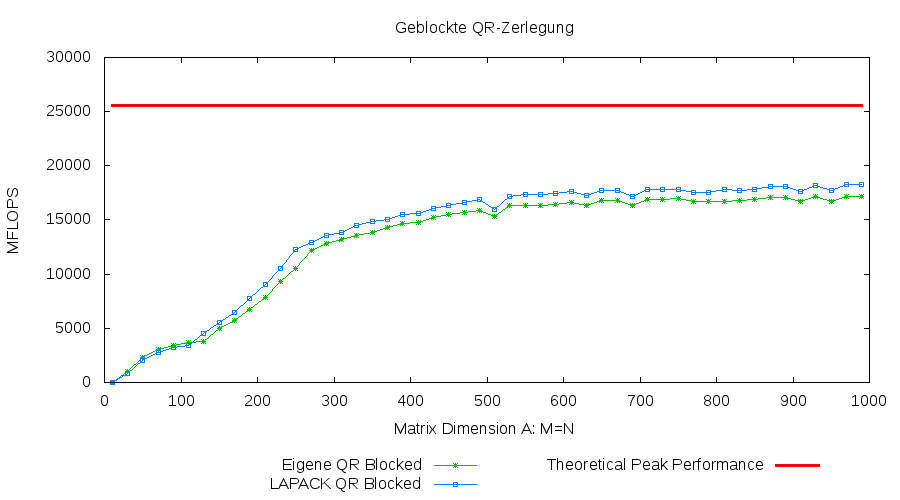 Geblockte QR-Zerlegung
30000
25000
20000
15000
10000
5000
0
MFLOPS
0 100 200 300 400 500 600 700 800 900 1000
Matrix Dimension A: M=N
Eigene QR Blocked
Theoretical Peak Performance
LAPACK QR Blocked